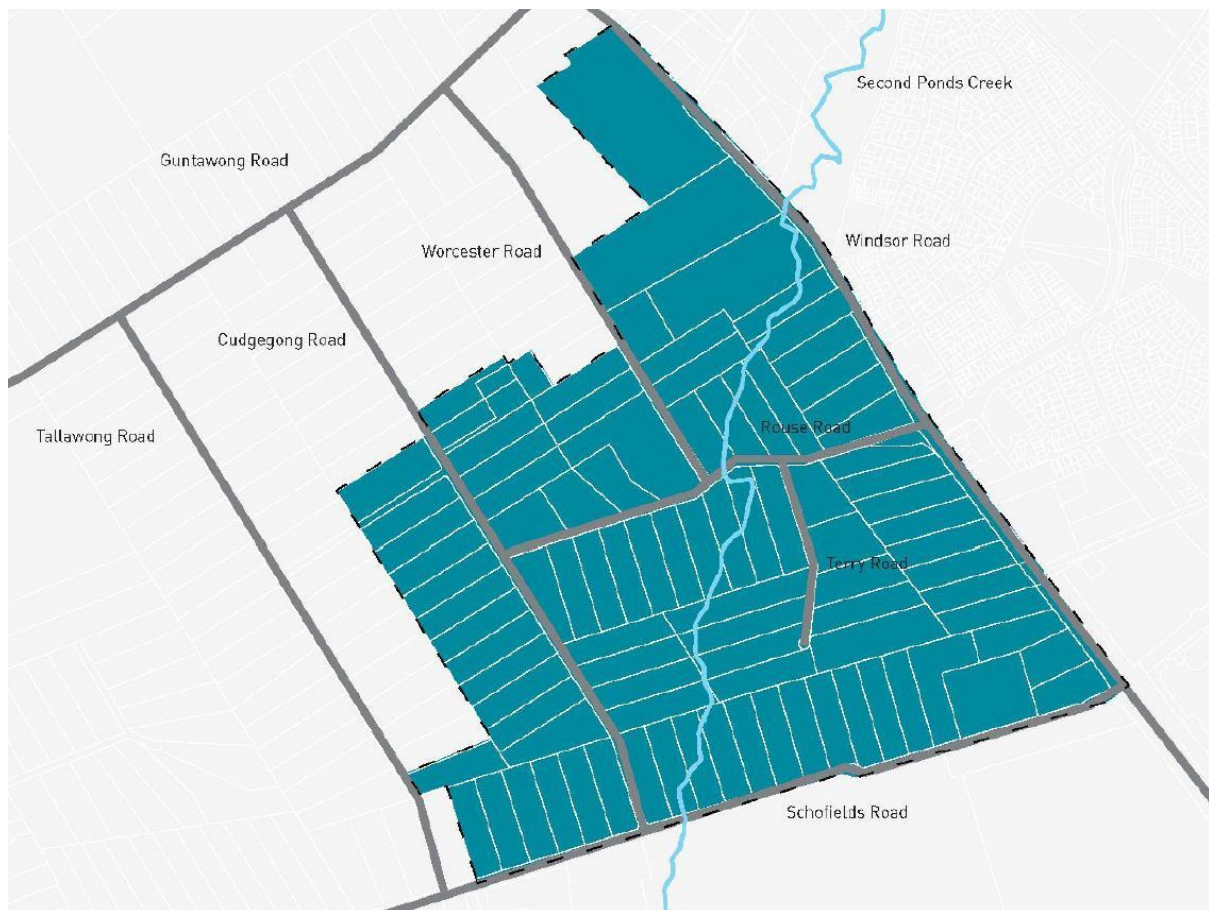 Second Ponds Creek
Guntawong Road
Windsor Road
Worcester Road
Cudgegong Road
Tallawong Road
Rouse Road
Terry Road
Schofields Road